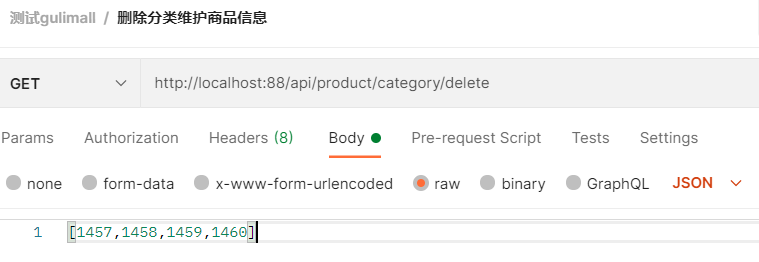 测试gulimall / 删除分类维护商品信息
GET http://localhost:88/api/product/category/delete
Params Authorization Headers (8) Body Pre-request Script Tests Settings
none form-data x-www-form-urlencoded raw binary GraphQL JSON
1 [1457,1458,1459,1460]